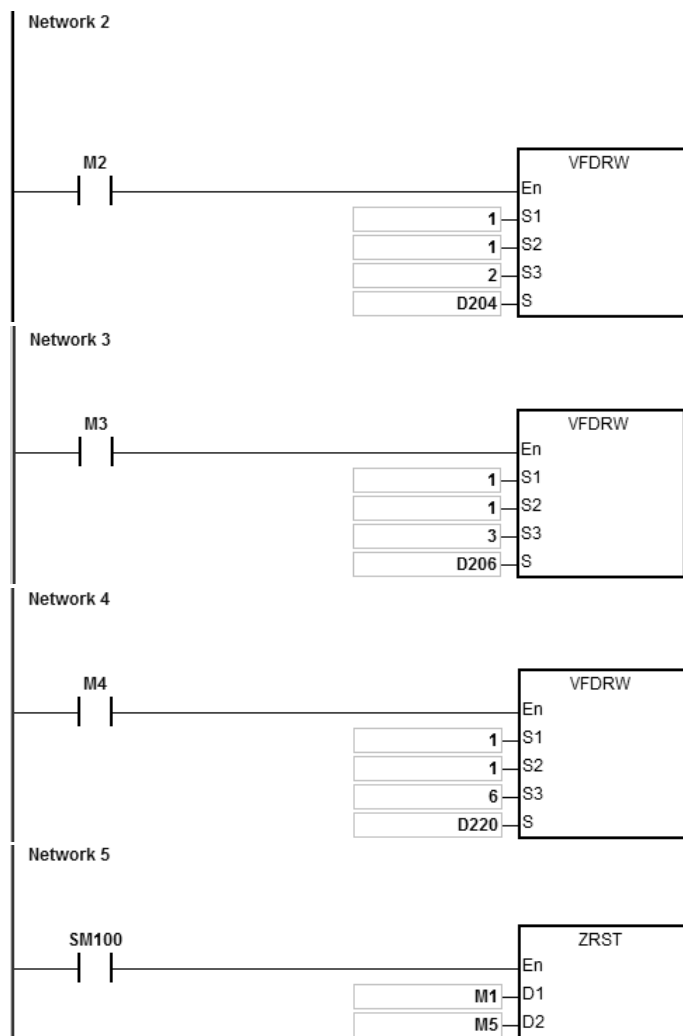 Network 2
M2
VFDRW
En
1 S1
1 S2
2 S3
D204 S
Network 3
M3
VFDRW
En
1 S1
1 S2
3 S3
D206 S
Network 4
M4
VFDRW
En
1 S1
1 S2
6 S3
D220 S
Network 5
SM100
ZRST
En
M1 D1
M5 D2